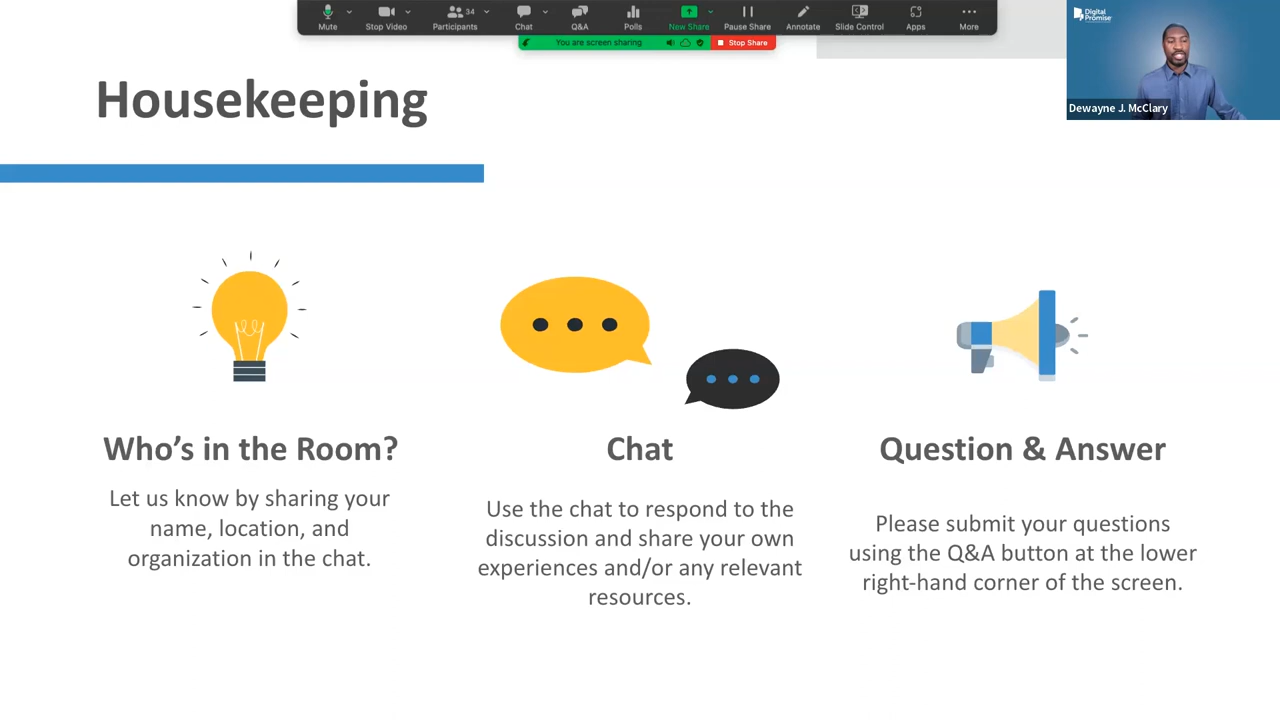 Mute
Stop Video
Participants
34
Chat
Q&A
Polls
New Share
Pause Share
Annotate
Slide Control
Apps
More
You are screen sharing
Stop Share
Digital
Promise
Dewayne J. McClary
Housekeeping
Who's in the Room?
Let us know by sharing your
name, location, and
organization in the chat.
Chat
Use the chat to respond to the
discussion and share your own
experiences and/or any relevant
resources.
Question & Answer
Please submit your questions
using the Q&A button at the lower
right-hand corner of the screen.